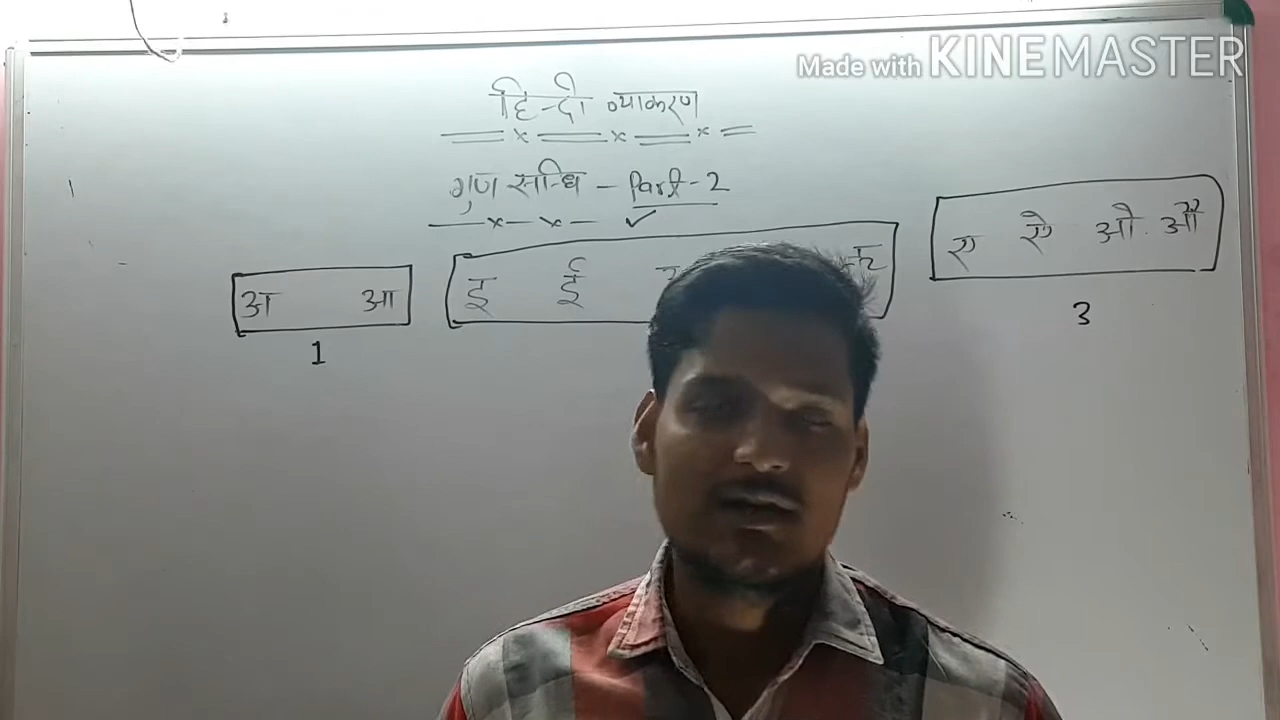 Made with KINEMASTER
हिन्दी व्याकरण
गुण सन्धि - Part-2
अ आ
इ ई
ए ऐ ओ औ
1
3